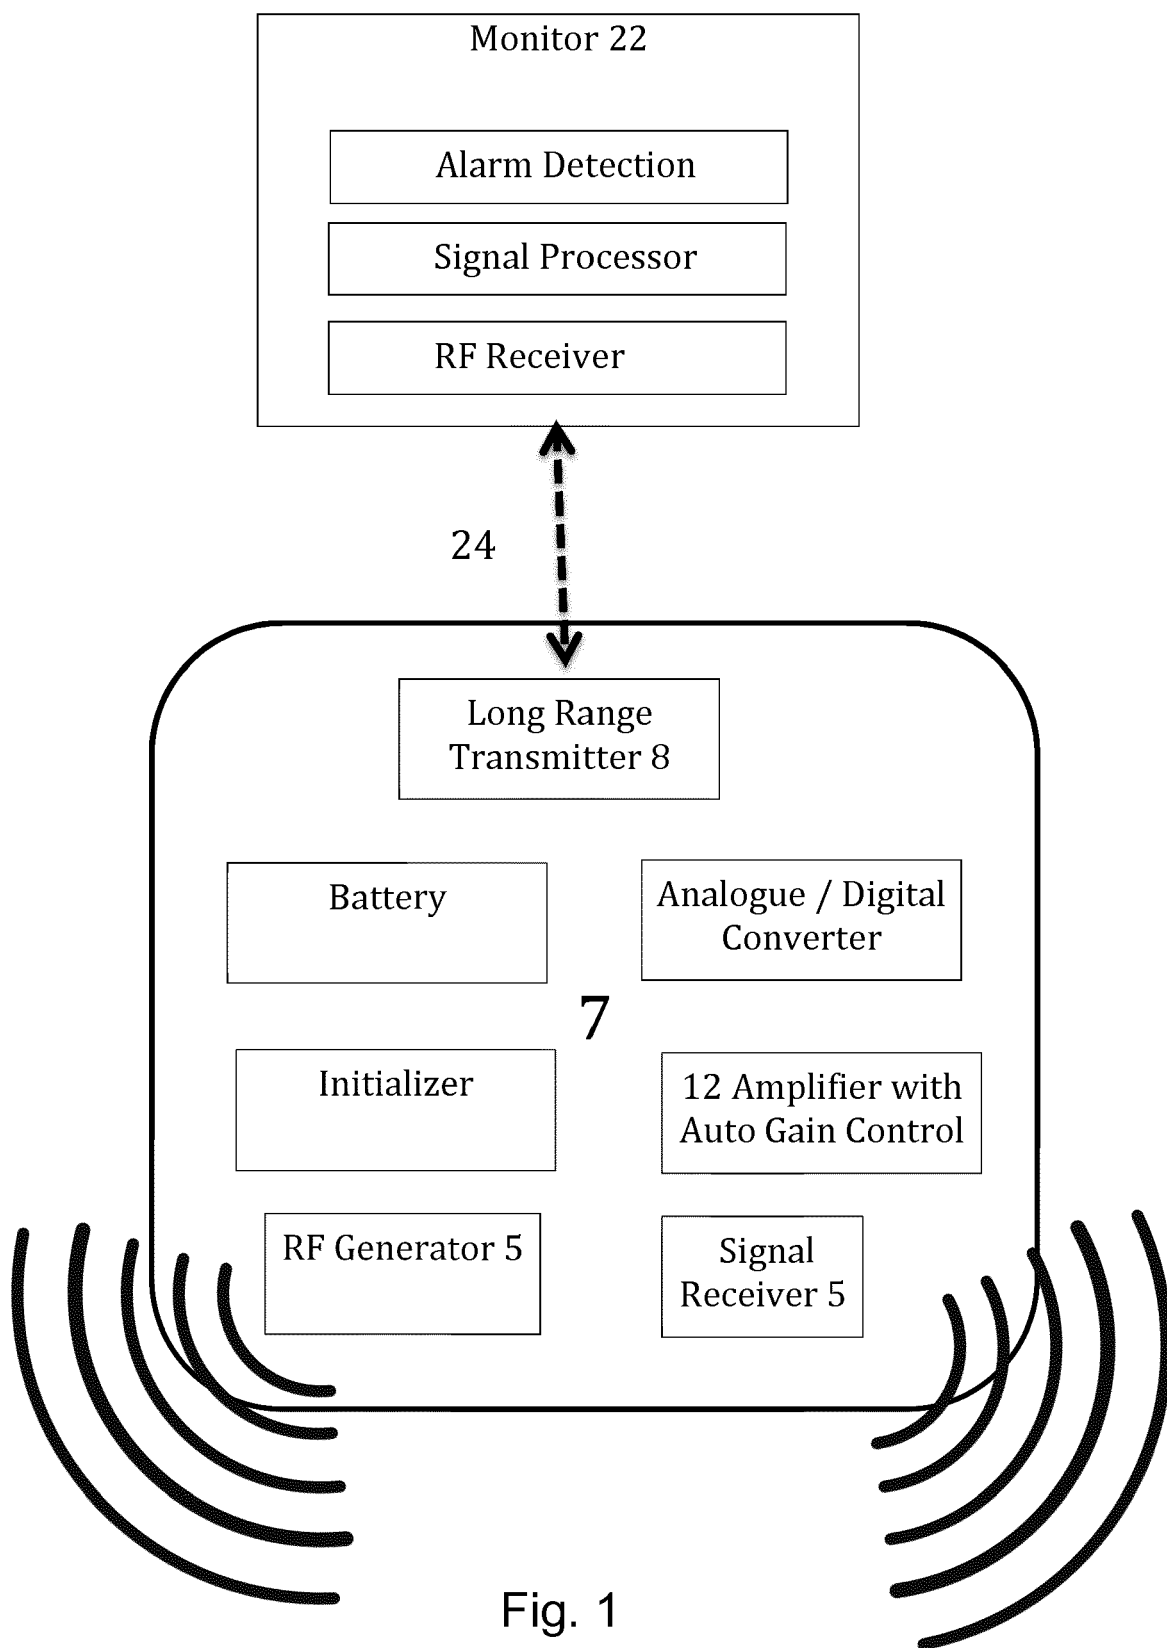 Monitor 22
Alarm Detection
Signal Processor
RF Receiver
24
Long Range
Transmitter 8
Battery
Analogue / Digital
Converter
7
Initializer
12 Amplifier with
Auto Gain Control
RF Generator 5
Signal
Receiver 5
Fig. 1